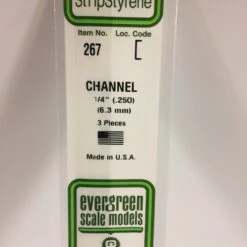 StripStyrene
Item No. Loc. Code
267
CHANNEL
1/4" (.250)
(6.3 mm)
3 Pieces
Made in U.S.A.
evergreen
scale models